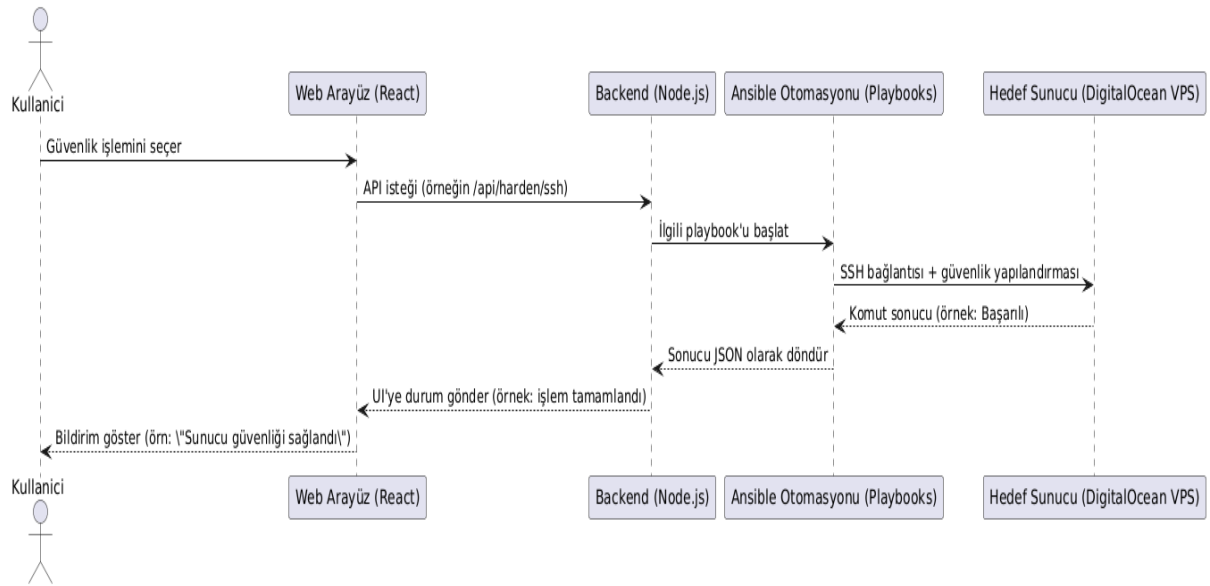 Kullanici
Web Arayüz (React)
Backend (Node.js)
Ansible Otomasyonu (Playbooks)
Hedef Sunucu (DigitalOcean VPS)
Güvenlik işlemini seçer
API isteği (örneğin /api/harden/ssh)
İlgili playbook'u başlat
SSH bağlantısı + güvenlik yapılandırması
Komut sonucu (örnek: Başarılı)
Sonucu JSON olarak döndür
UI'ye durum gönder (örnek: işlem tamamlandı)
Bildirim göster (örn: \"Sunucu güvenliği sağlandı\")
Kullanici
Web Arayüz (React)
Backend (Node.js)
Ansible Otomasyonu (Playbooks)
Hedef Sunucu (DigitalOcean VPS)